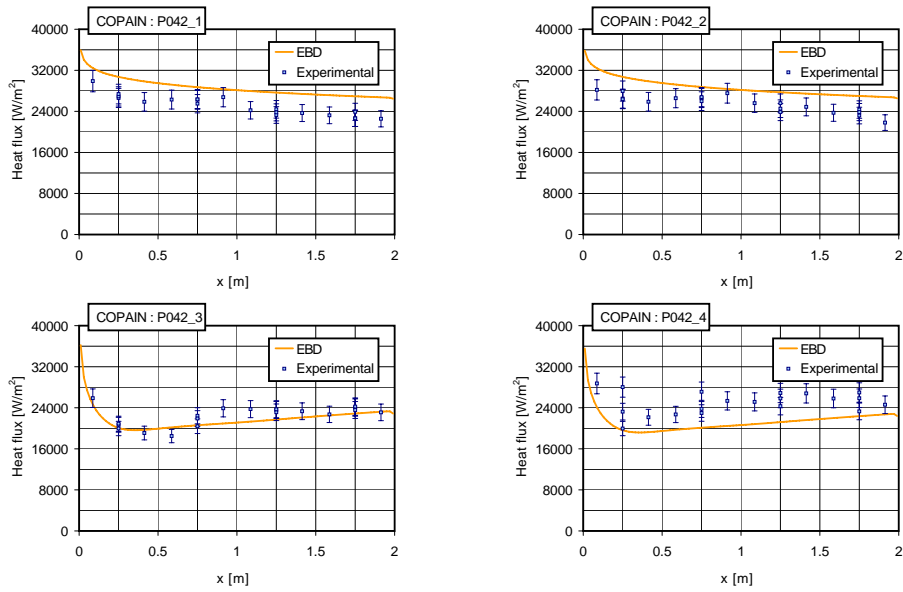 COPAIN : P042_1
40000
32000
24000
16000
8000
0
Heat flux [W/m²]
EBD
Experimental
0 0.5 1 1.5 2
x [m]
COPAIN : P042_2
40000
32000
24000
16000
8000
0
Heat flux [W/m²]
EBD
Experimental
0 0.5 1 1.5 2
x [m]
COPAIN : P042_3
40000
32000
24000
16000
8000
0
Heat flux [W/m²]
EBD
Experimental
0 0.5 1 1.5 2
x [m]
COPAIN : P042_4
40000
32000
24000
16000
8000
0
Heat flux [W/m²]
EBD
Experimental
0 0.5 1 1.5 2
x [m]